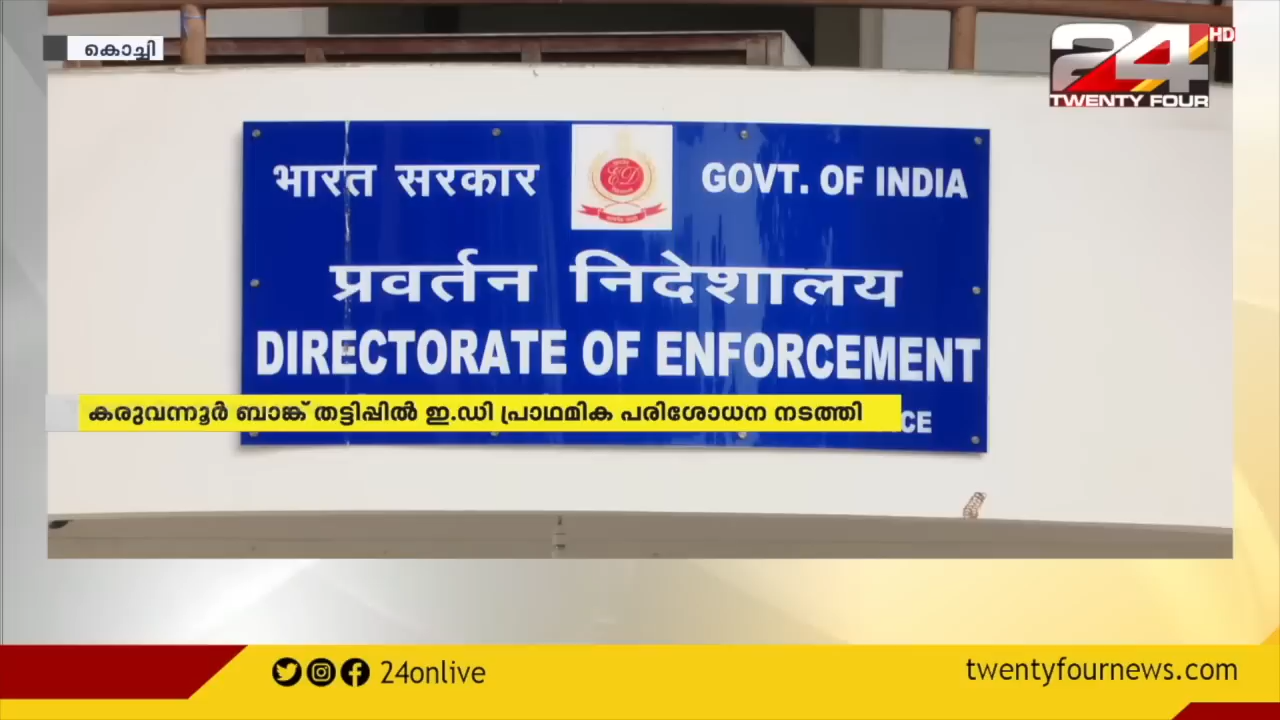 കൊച്ചി
24 HD
TWENTY FOUR
भारत सरकार
GOVT. OF INDIA
ED
प्रवर्तन निदेशालय
DIRECTORATE OF ENFORCEMENT
കരുവന്നൂർ ബാങ്ക് തട്ടിപ്പിൽ ഇ.ഡി പ്രാഥമിക പരിശോധന നടത്തി
24onlive
twentyfournews.com